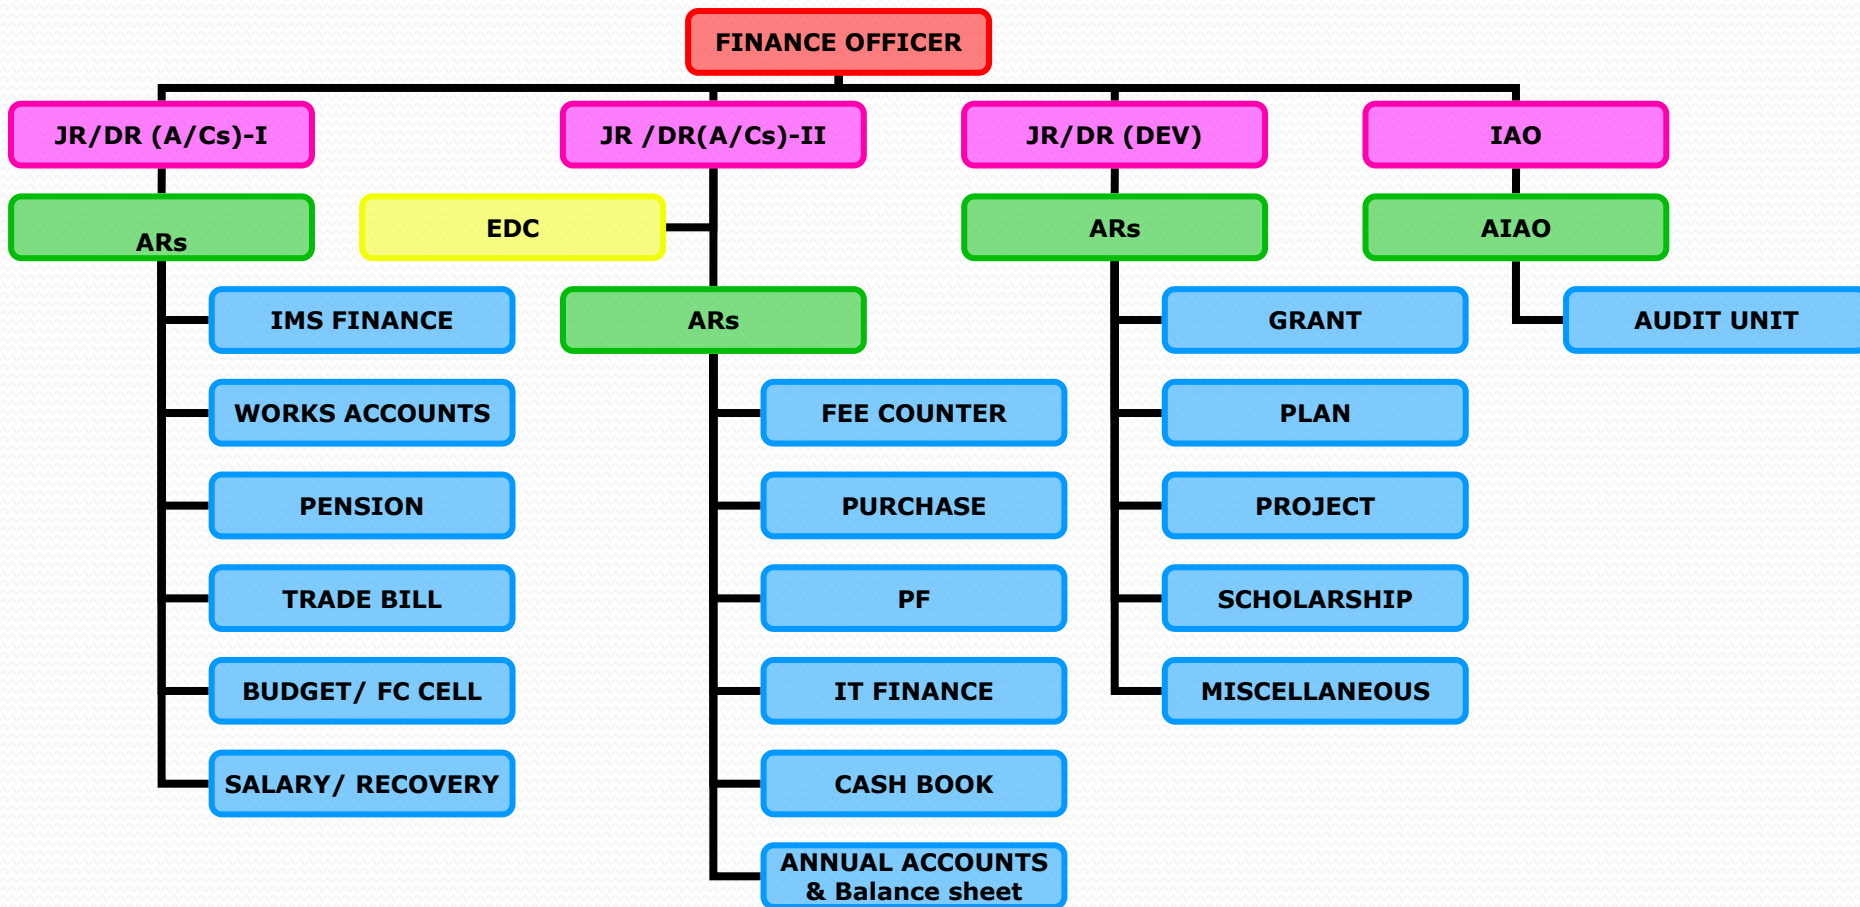 FINANCE OFFICER
JR/DR (A/Cs)-I
JR /DR(A/Cs)-II
JR/DR (DEV)
IAO
ARs
EDC
ARs
AIAO
IMS FINANCE
ARs
GRANT
AUDIT UNIT
WORKS ACCOUNTS
FEE COUNTER
PLAN
PENSION
PURCHASE
PROJECT
TRADE BILL
PF
SCHOLARSHIP
BUDGET/ FC CELL
IT FINANCE
MISCELLANEOUS
SALARY/ RECOVERY
CASH BOOK
ANNUAL ACCOUNTS
& Balance sheet